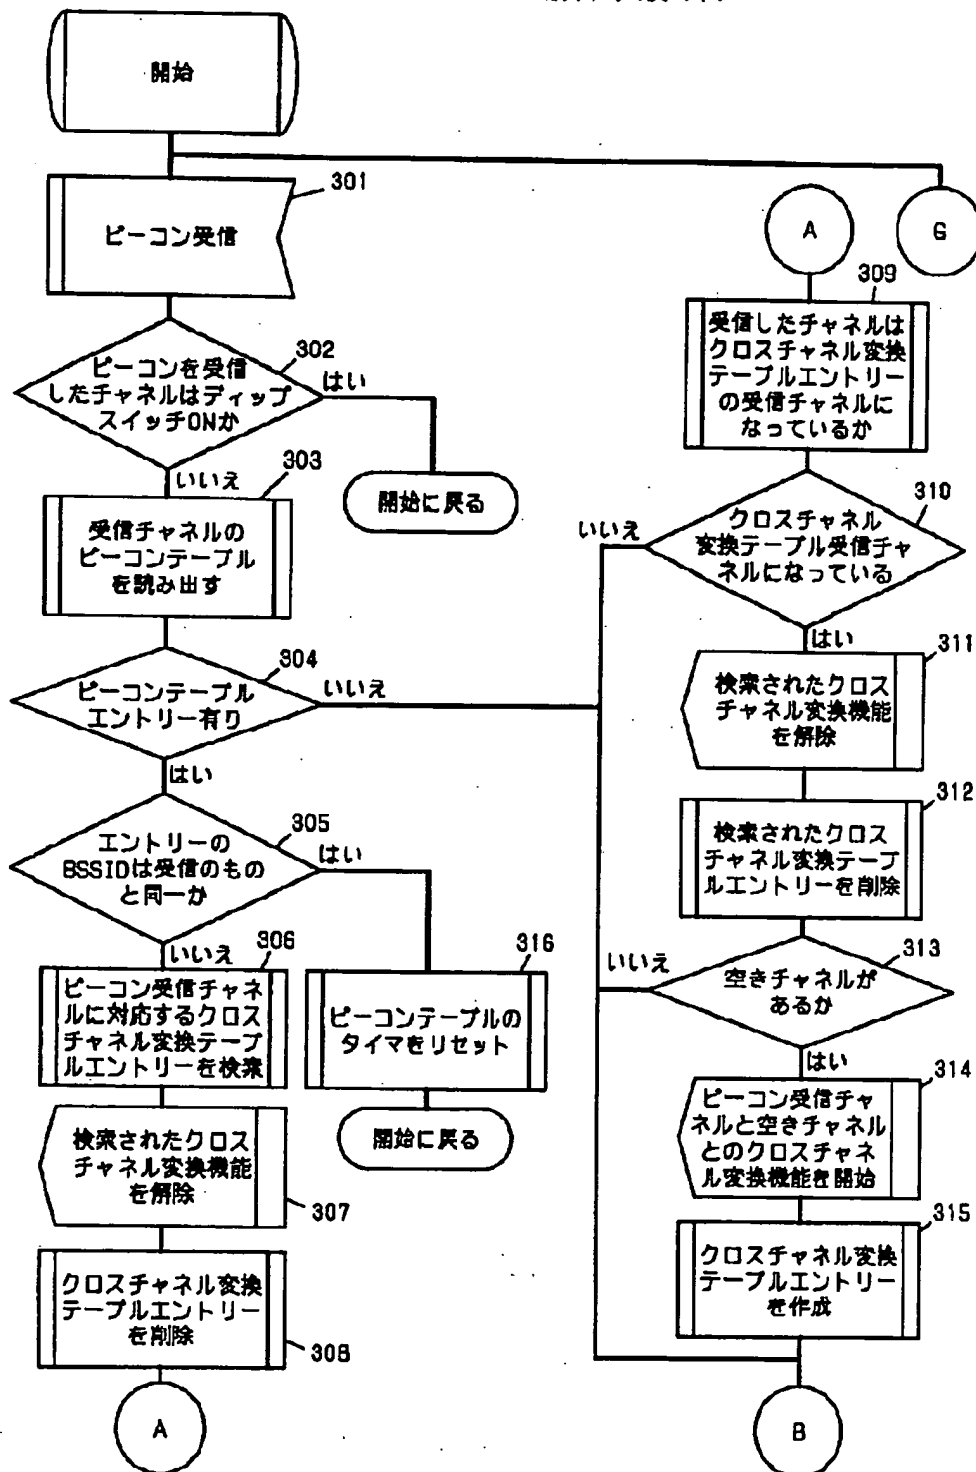 開始
301
ビーコン受信
302
ビーコンを受信
したチャネルはディップ
スイッチONか
はい
開始に戻る
いいえ
303
受信チャネルの
ビーコンテーブル
を読み出す
304
ビーコンテーブル
エントリー有り
いいえ
はい
305
エントリーの
BSSIDは受信のもの
と同一か
はい
いいえ
306
ビーコン受信チャネ
ルに対応するクロス
チャネル変換テーブ
ルエントリーを検索
316
ビーコンテーブルの
タイマをリセット
開始に戻る
検索されたクロス
チャネル変換機能
を解除
307
クロスチャネル変換
テーブルエントリー
を削除
308
A
A
G
309
受信したチャネルは
クロスチャネル変換
テーブルエントリー
の受信チャネルに
なっているか
310
クロスチャネル
変換テーブル受信チャ
ネルになっている
いいえ
はい
311
検索されたクロス
チャネル変換機能
を解除
312
検索されたクロス
チャネル変換テーブ
ルエントリーを削除
313
空きチャネルが
あるか
いいえ
はい
314
ビーコン受信チャ
ネルと空きチャネル
とのクロスチャネ
ル変換機能を開始
315
クロスチャネル変換
テーブルエントリー
を作成
B